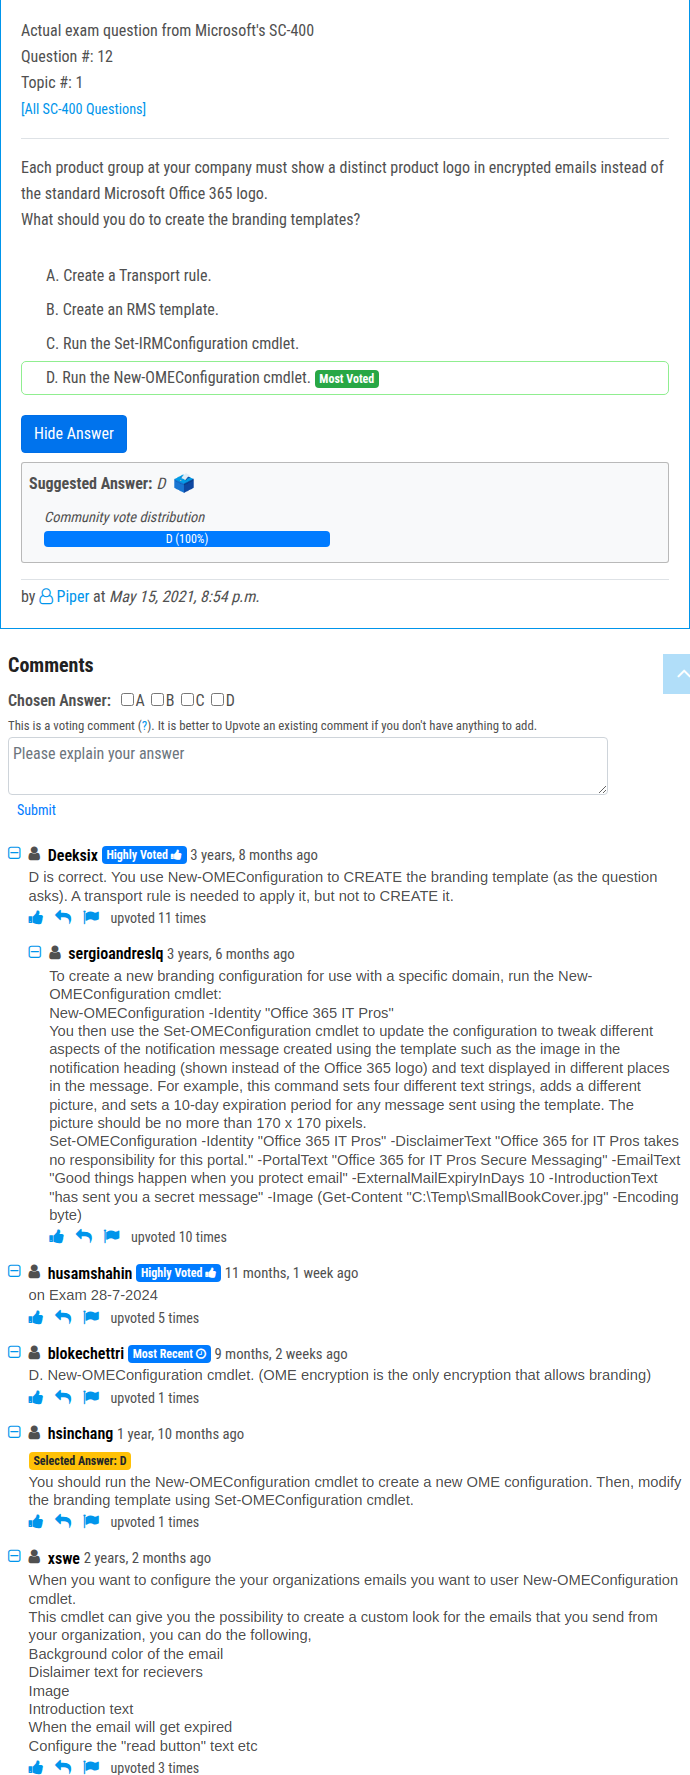 Actual exam question from Microsoft's SC-400
Question #: 12
Topic #: 1
[All SC-400 Questions]
Each product group at your company must show a distinct product logo in encrypted emails instead of
the standard Microsoft Office 365 logo.
What should you do to create the branding templates?
A. Create a Transport rule.
B. Create an RMS template.
C. Run the Set-IRMConfiguration cmdlet.
D. Run the New-OMEConfiguration cmdlet. Most Voted
Hide Answer
Suggested Answer: D
Community vote distribution
D (100%)
by Piper at May 15, 2021, 8:54 p.m.
Comments
Chosen Answer: A B C D
This is a voting comment (?). It is better to Upvote an existing comment if you don't have anything to add.
Please explain your answer
Submit
Deeksix Highly Voted 3 years, 8 months ago
D is correct. You use New-OMEConfiguration to CREATE the branding template (as the question
asks). A transport rule is needed to apply it, but not to CREATE it.
upvoted 11 times
sergioandreslq 3 years, 6 months ago
To create a new branding configuration for use with a specific domain, run the New-
OMEConfiguration cmdlet:
New-OMEConfiguration -Identity "Office 365 IT Pros"
You then use the Set-OMEConfiguration cmdlet to update the configuration to tweak different
aspects of the notification message created using the template such as the image in the
notification heading (shown instead of the Office 365 logo) and text displayed in different places
in the message. For example, this command sets four different text strings, adds a different
picture, and sets a 10-day expiration period for any message sent using the template. The
picture should be no more than 170 x 170 pixels.
Set-OMEConfiguration -Identity "Office 365 IT Pros" -DisclaimerText "Office 365 for IT Pros takes
no responsibility for this portal." -PortalText "Office 365 for IT Pros Secure Messaging" -EmailText
"Good things happen when you protect email" -ExternalMailExpiryInDays 10 -IntroductionText
"has sent you a secret message" -Image (Get-Content "C:\Temp\SmallBookCover.jpg" -Encoding
byte)
upvoted 10 times
husamshahin Highly Voted 11 months, 1 week ago
on Exam 28-7-2024
upvoted 5 times
blokechettri Most Recent 9 months, 2 weeks ago
D. New-OMEConfiguration cmdlet. (OME encryption is the only encryption that allows branding)
upvoted 1 times
hsinchang 1 year, 10 months ago
Selected Answer: D
You should run the New-OMEConfiguration cmdlet to create a new OME configuration. Then, modify
the branding template using Set-OMEConfiguration cmdlet.
upvoted 1 times
xswe 2 years, 2 months ago
When you want to configure the your organizations emails you want to user New-OMEConfiguration
cmdlet.
This cmdlet can give you the possibility to create a custom look for the emails that you send from
your organization, you can do the following,
Background color of the email
Dislaimer text for recievers
Image
Introduction text
When the email will get expired
Configure the "read button" text etc
upvoted 3 times